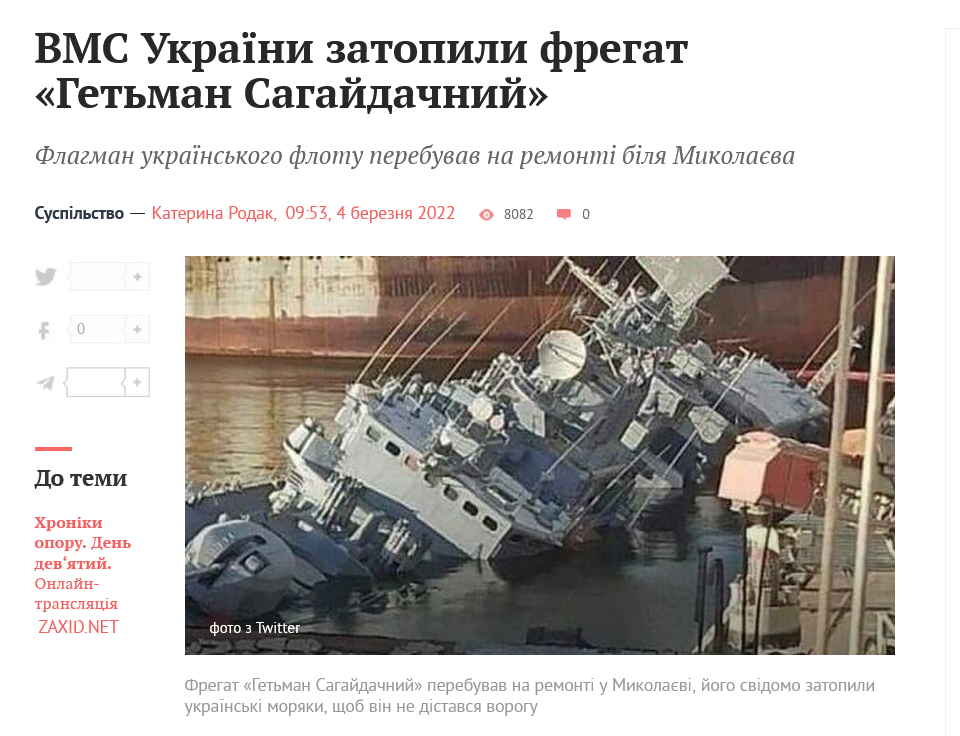 ВМС України затопили фрегат
«Гетьман Сагайдачний»
Флагман українського флоту перебував на ремонті біля Миколаєва
Суспільство — Катерина Родак, 09:53, 4 березня 2022 8082 0
+
0 +
+
До теми
Хроніки
опору. День
дев‘ятий.
Онлайн-
трансляція
ZAXID.NET
фото з Twitter
Фрегат «Гетьман Сагайдачний» перебував на ремонті у Миколаєві, його свідомо затопили
українські моряки, щоб він не дістався ворогу